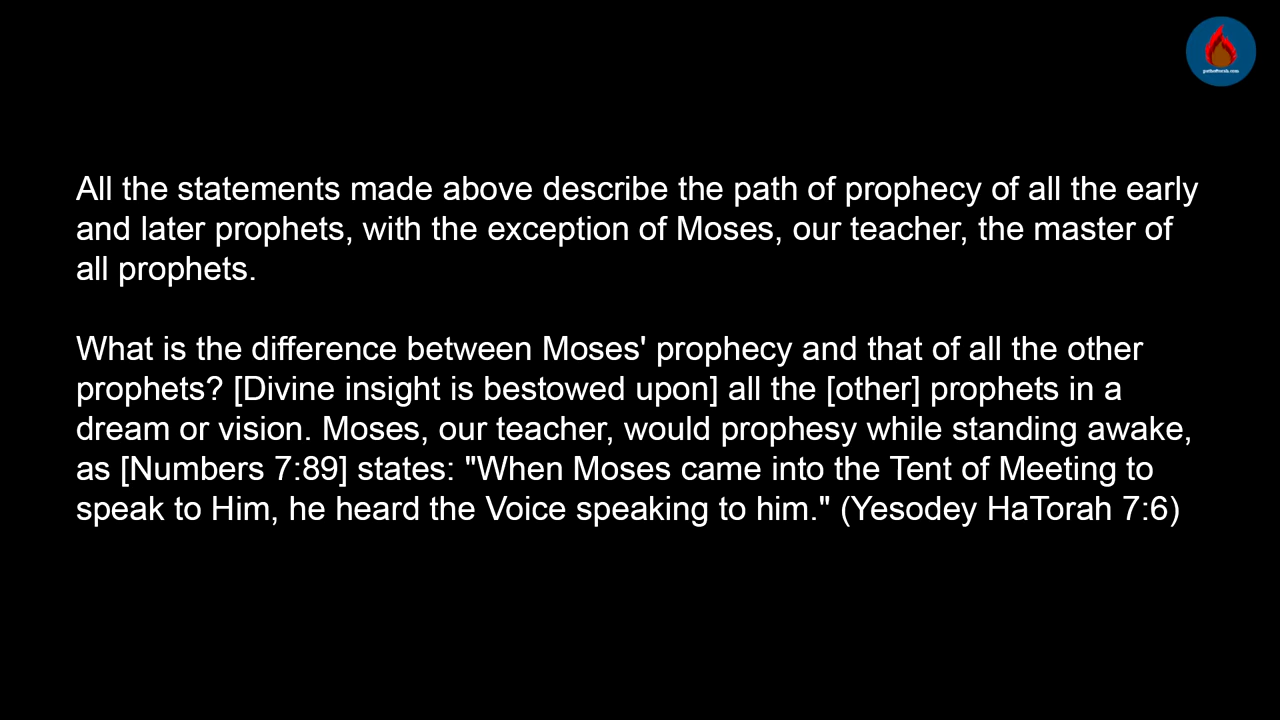 All the statements made above describe the path of prophecy of all the early
and later prophets, with the exception of Moses, our teacher, the master of
all prophets.
What is the difference between Moses' prophecy and that of all the other
prophets? [Divine insight is bestowed upon] all the [other] prophets in a
dream or vision. Moses, our teacher, would prophesy while standing awake,
as [Numbers 7:89] states: "When Moses came into the Tent of Meeting to
speak to Him, he heard the Voice speaking to him." (Yesodey HaTorah 7:6)